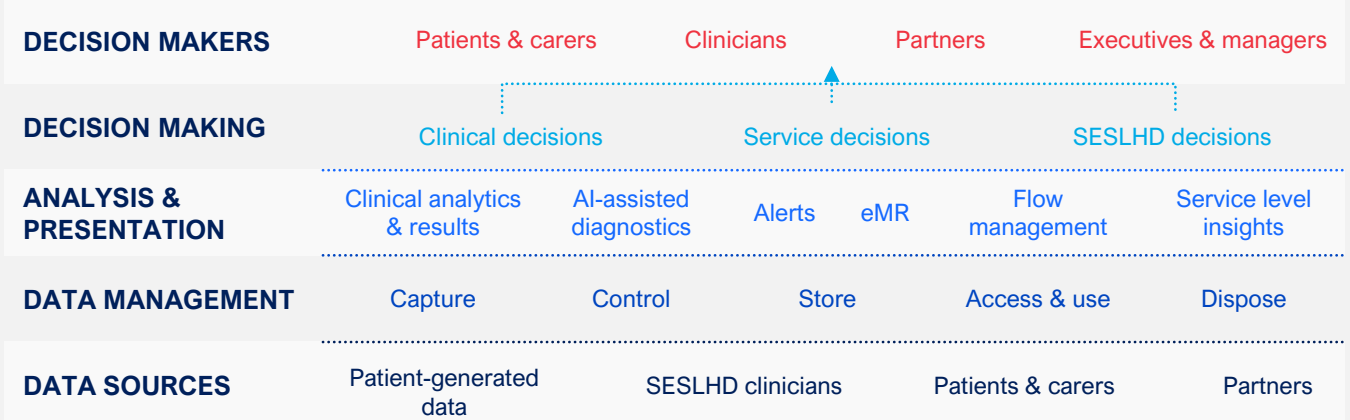 DECISION MAKERS
Patients & carers
Clinicians
Partners
Executives & managers
DECISION MAKING
Clinical decisions
Service decisions
SESLHD decisions
ANALYSIS &
PRESENTATION
Clinical analytics
& results
AI-assisted
diagnostics
Alerts
eMR
Flow
management
Service level
insights
DATA MANAGEMENT
Capture
Control
Store
Access & use
Dispose
DATA SOURCES
Patient-generated
data
SESLHD clinicians
Patients & carers
Partners